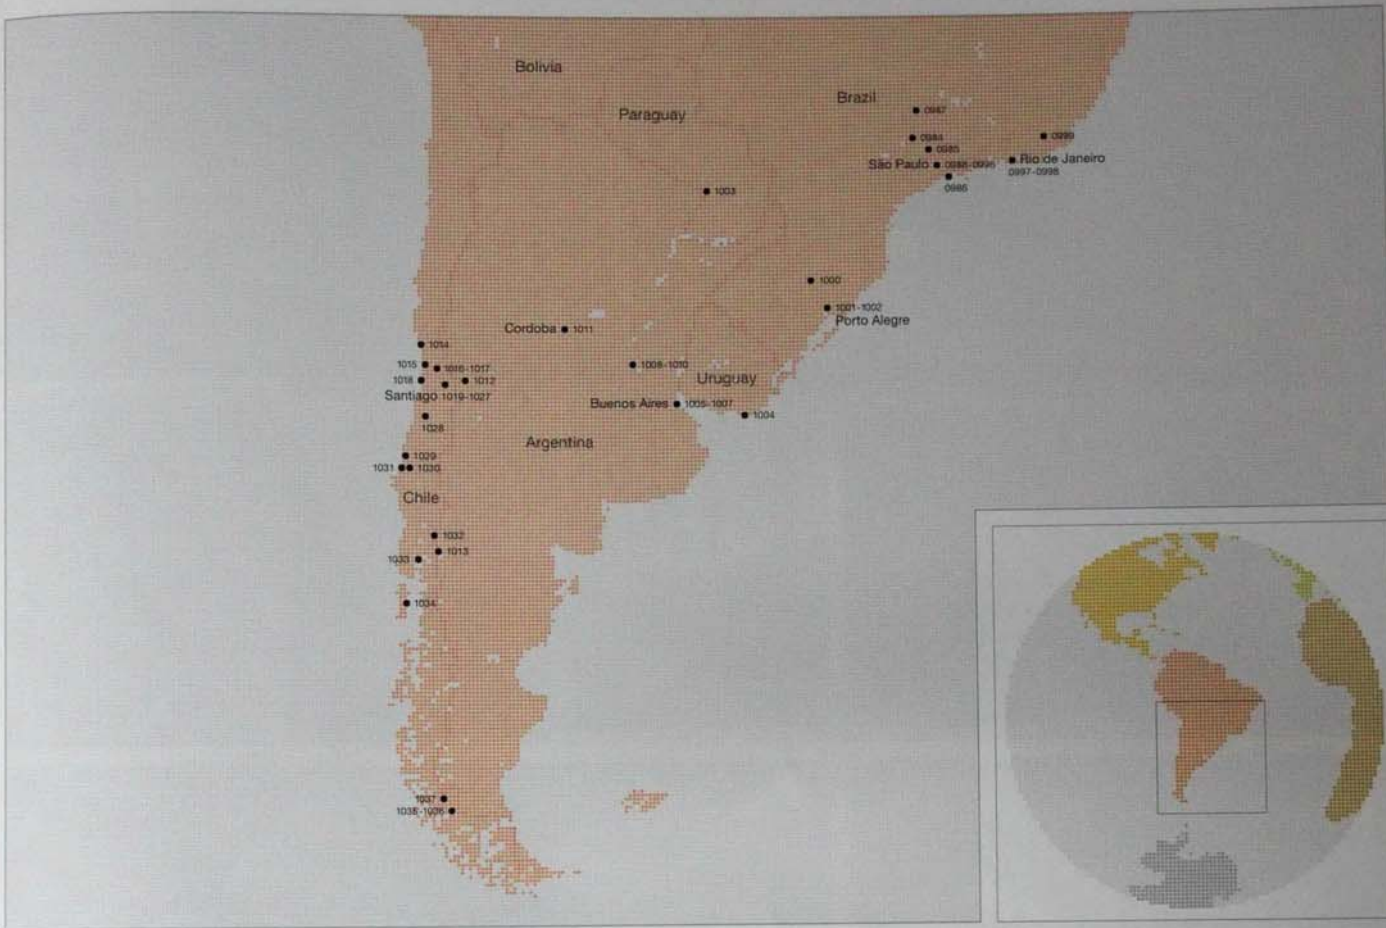 Bolivia
Paraguay
Brazil
0987
0984
0985
0999
São Paulo 0988-0996
Rio de Janeiro
0997-0998
0986
1003
1000
1001-1002
Porto Alegre
Cordoba 1011
1014
1015
1016-1017
1008-1010
1018
1012
Uruguay
Santiago 1019-1027
Buenos Aires 1005-1007
1004
1028
Argentina
1029
1031 1030
Chile
1032
1013
1033
1034
1037
1035-1036